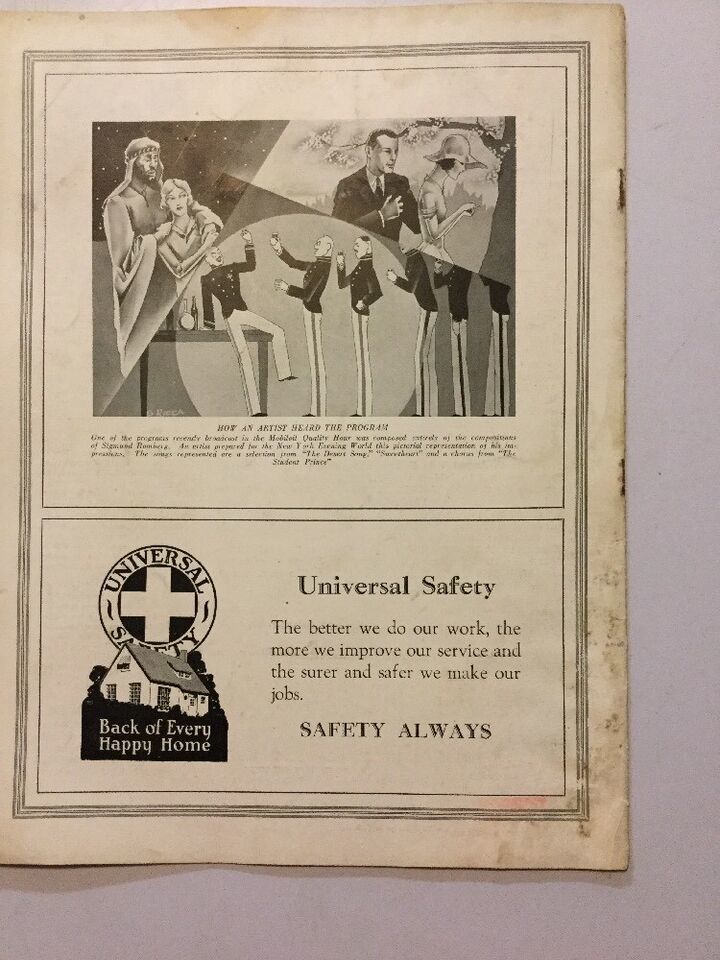 G. RICCA
HOW AN ARTIST HEARD THE PROGRAM
One of the programs recently broadcast in the Mobiloil Quality Hour was composed entirely of the compositions
of Sigmund Romberg. An artist prepared for the New York Evening World this pictorial representation of his im-
pressions. The songs represented are a selection from "The Desert Song," "Sweetheart" and a chorus from "The
Student Prince"
UNIVERSAL
SAFETY
Back of Every
Happy Home
Universal Safety
The better we do our work, the
more we improve our service and
the surer and safer we make our
jobs.
SAFETY ALWAYS